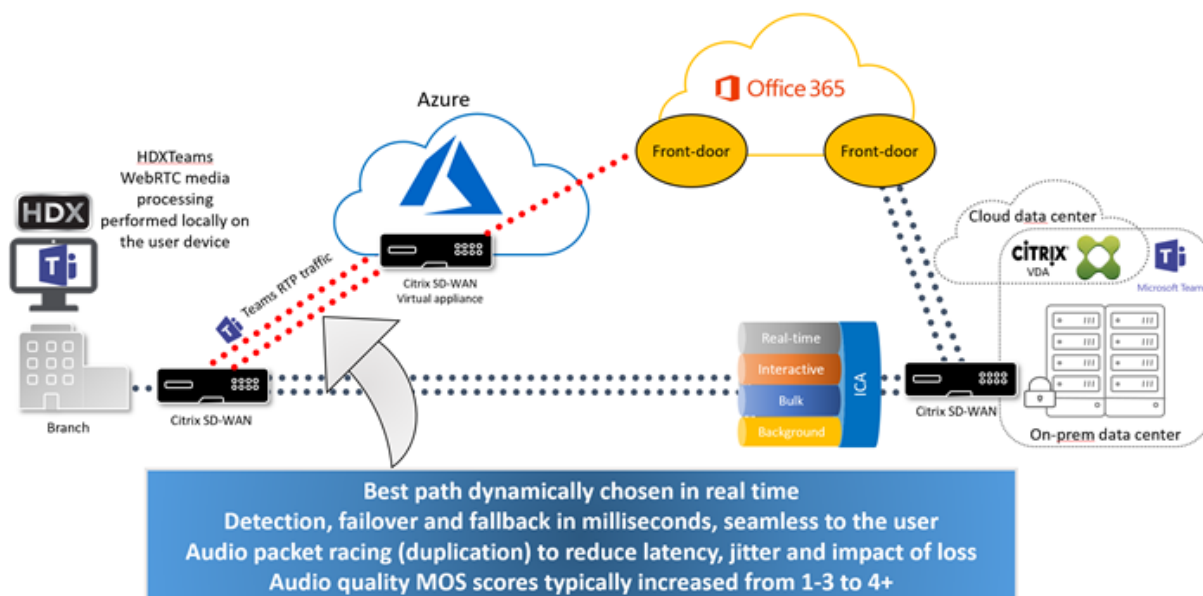 Azure
Office 365
Front-door
Front-door
HDXTeams
WebRTC media
processing
performed locally on
the user device
HDX
T
Teams RTP traffic
Citrix SD-WAN
Virtual appliance
Cloud data center
CİTRIX
VDA
Microsoft Team
Real-time
Interactive
Bulk
Background
ICA
Branch
Citrix SD-WAN
Citrix SD-WAN
On-prem data center
Best path dynamically chosen in real time
Detection, failover and fallback in milliseconds, seamless to the user
Audio packet racing (duplication) to reduce latency, jitter and impact of loss
Audio quality MOS scores typically increased from 1-3 to 4+